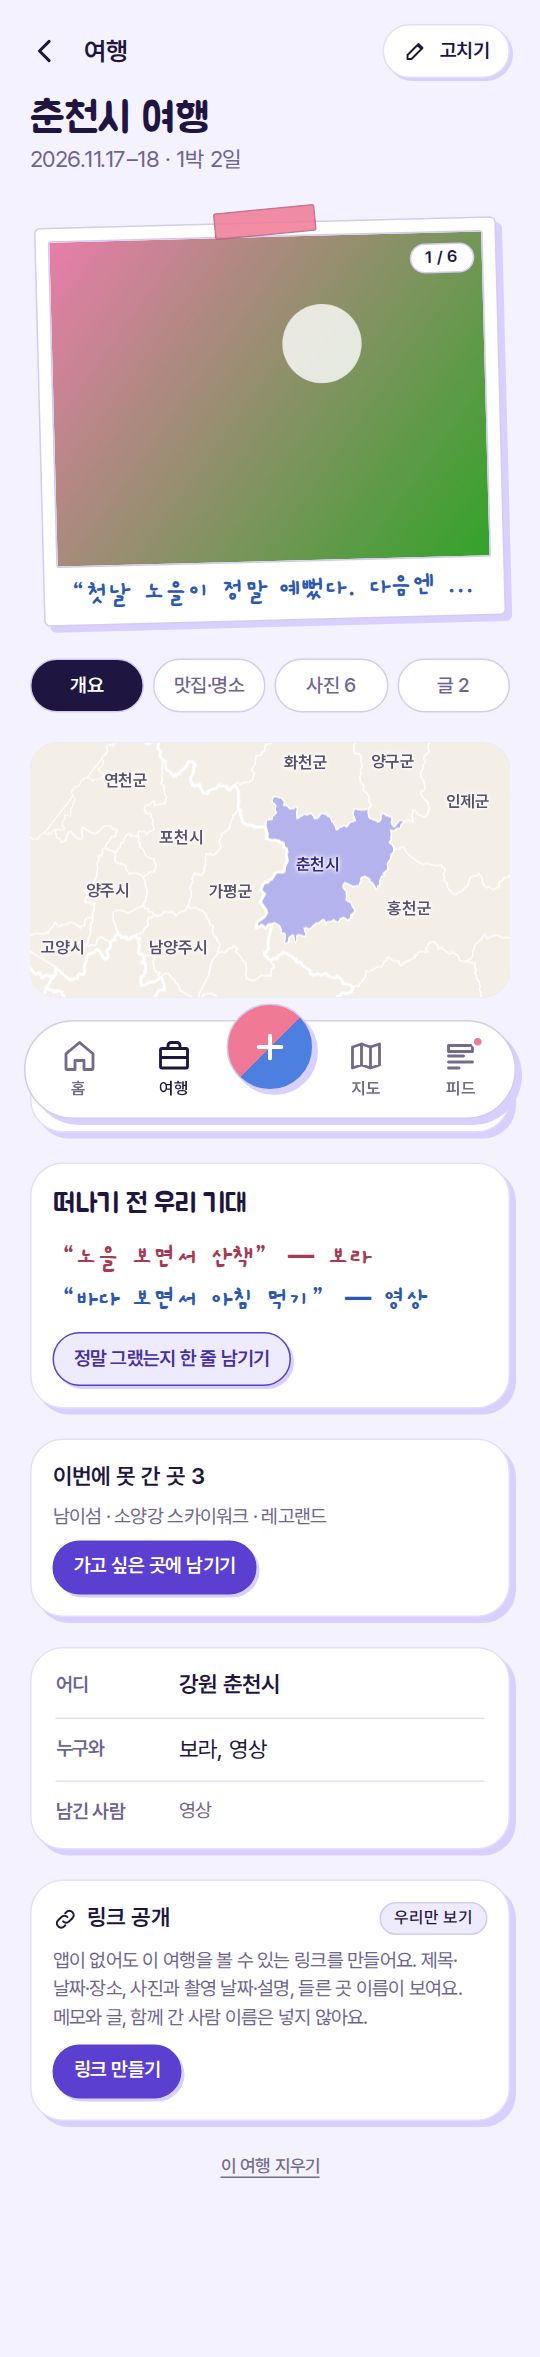 여행
고치기
춘천시 여행
2026.11.17–18 · 1박 2일
1 / 6
“첫날 노을이 정말 예뻤다. 다음엔 ...
개요
맛집·명소
사진 6
글 2
화천군
양구군
연천군
인제군
포천시
춘천시
양주시
가평군
홍천군
고양시
남양주시
홈
여행
지도
피드
떠나기 전 우리 기대
“노을 보면서 산책” — 보라
“바다 보면서 아침 먹기” — 영상
정말 그랬는지 한 줄 남기기
이번에 못 간 곳 3
남이섬 · 소양강 스카이워크 · 레고랜드
가고 싶은 곳에 남기기
어디
강원 춘천시
누구와
보라, 영상
남긴 사람
영상
링크 공개
우리만 보기
앱이 없어도 이 여행을 볼 수 있는 링크를 만들어요. 제목·
날짜·장소, 사진과 촬영 날짜·설명, 들른 곳 이름이 보여요.
메모와 글, 함께 간 사람 이름은 넣지 않아요.
링크 만들기
이 여행 지우기